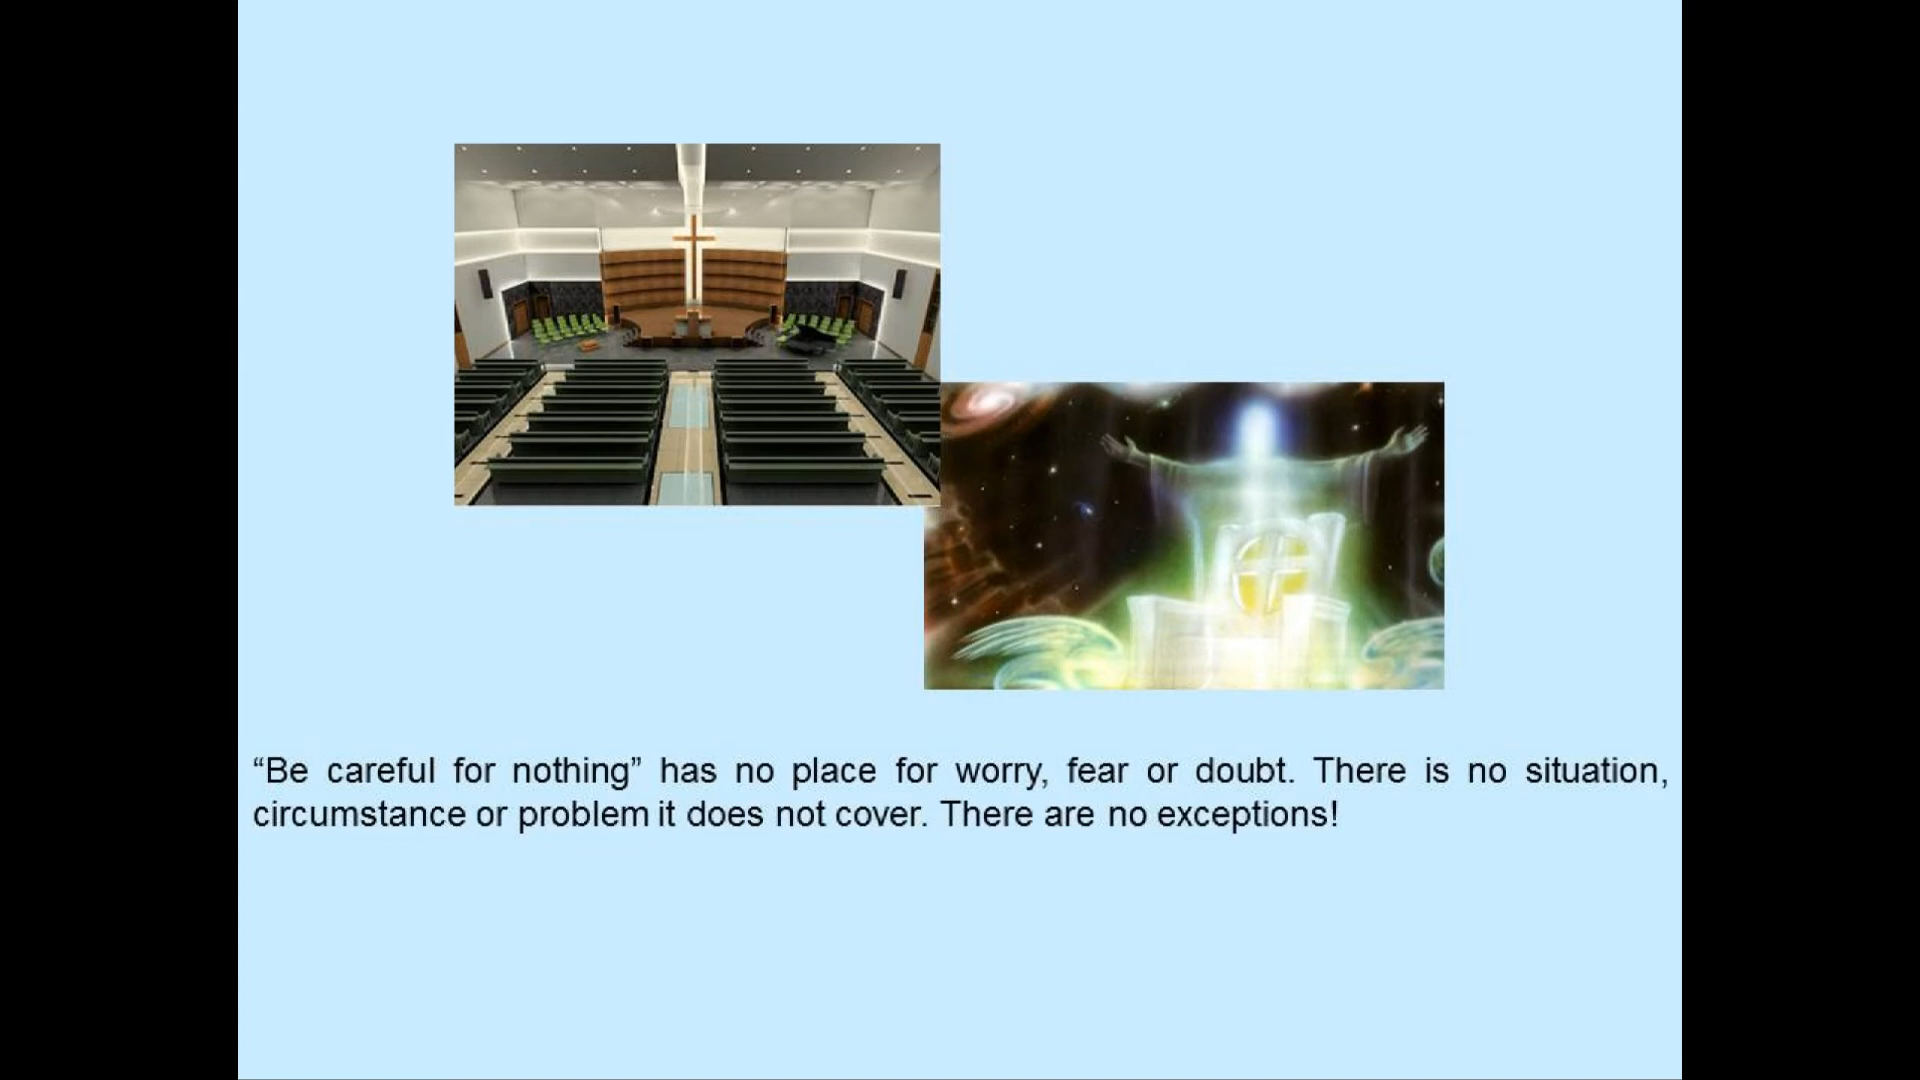 “Be careful for nothing” has no place for worry, fear or doubt. There is no situation,
circumstance or problem it does not cover. There are no exceptions!